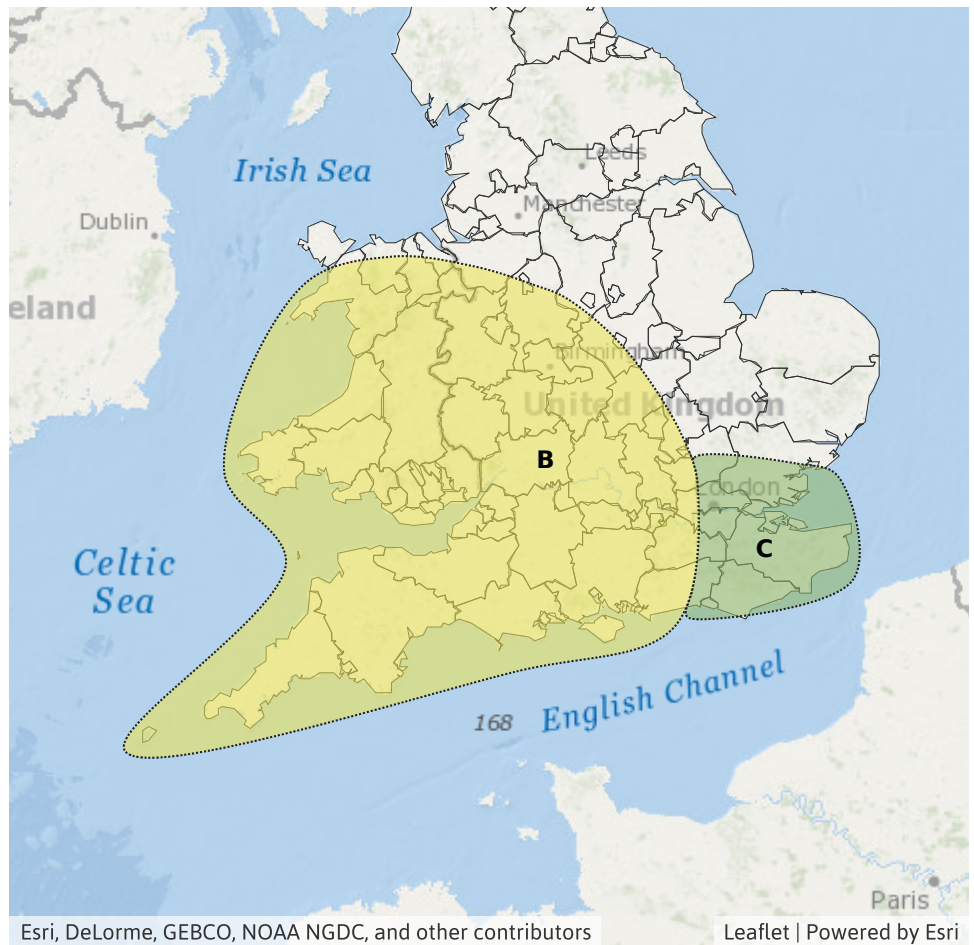 Leeds
Irish Sea
Manchester
Dublin
eland
Birmingham
United Kingdom
B
London
C
Celtic
Sea
English Channel
168
Paris
Esri, DeLorme, GEBCO, NOAA NGDC, and other contributors
Leaflet | Powered by Esri